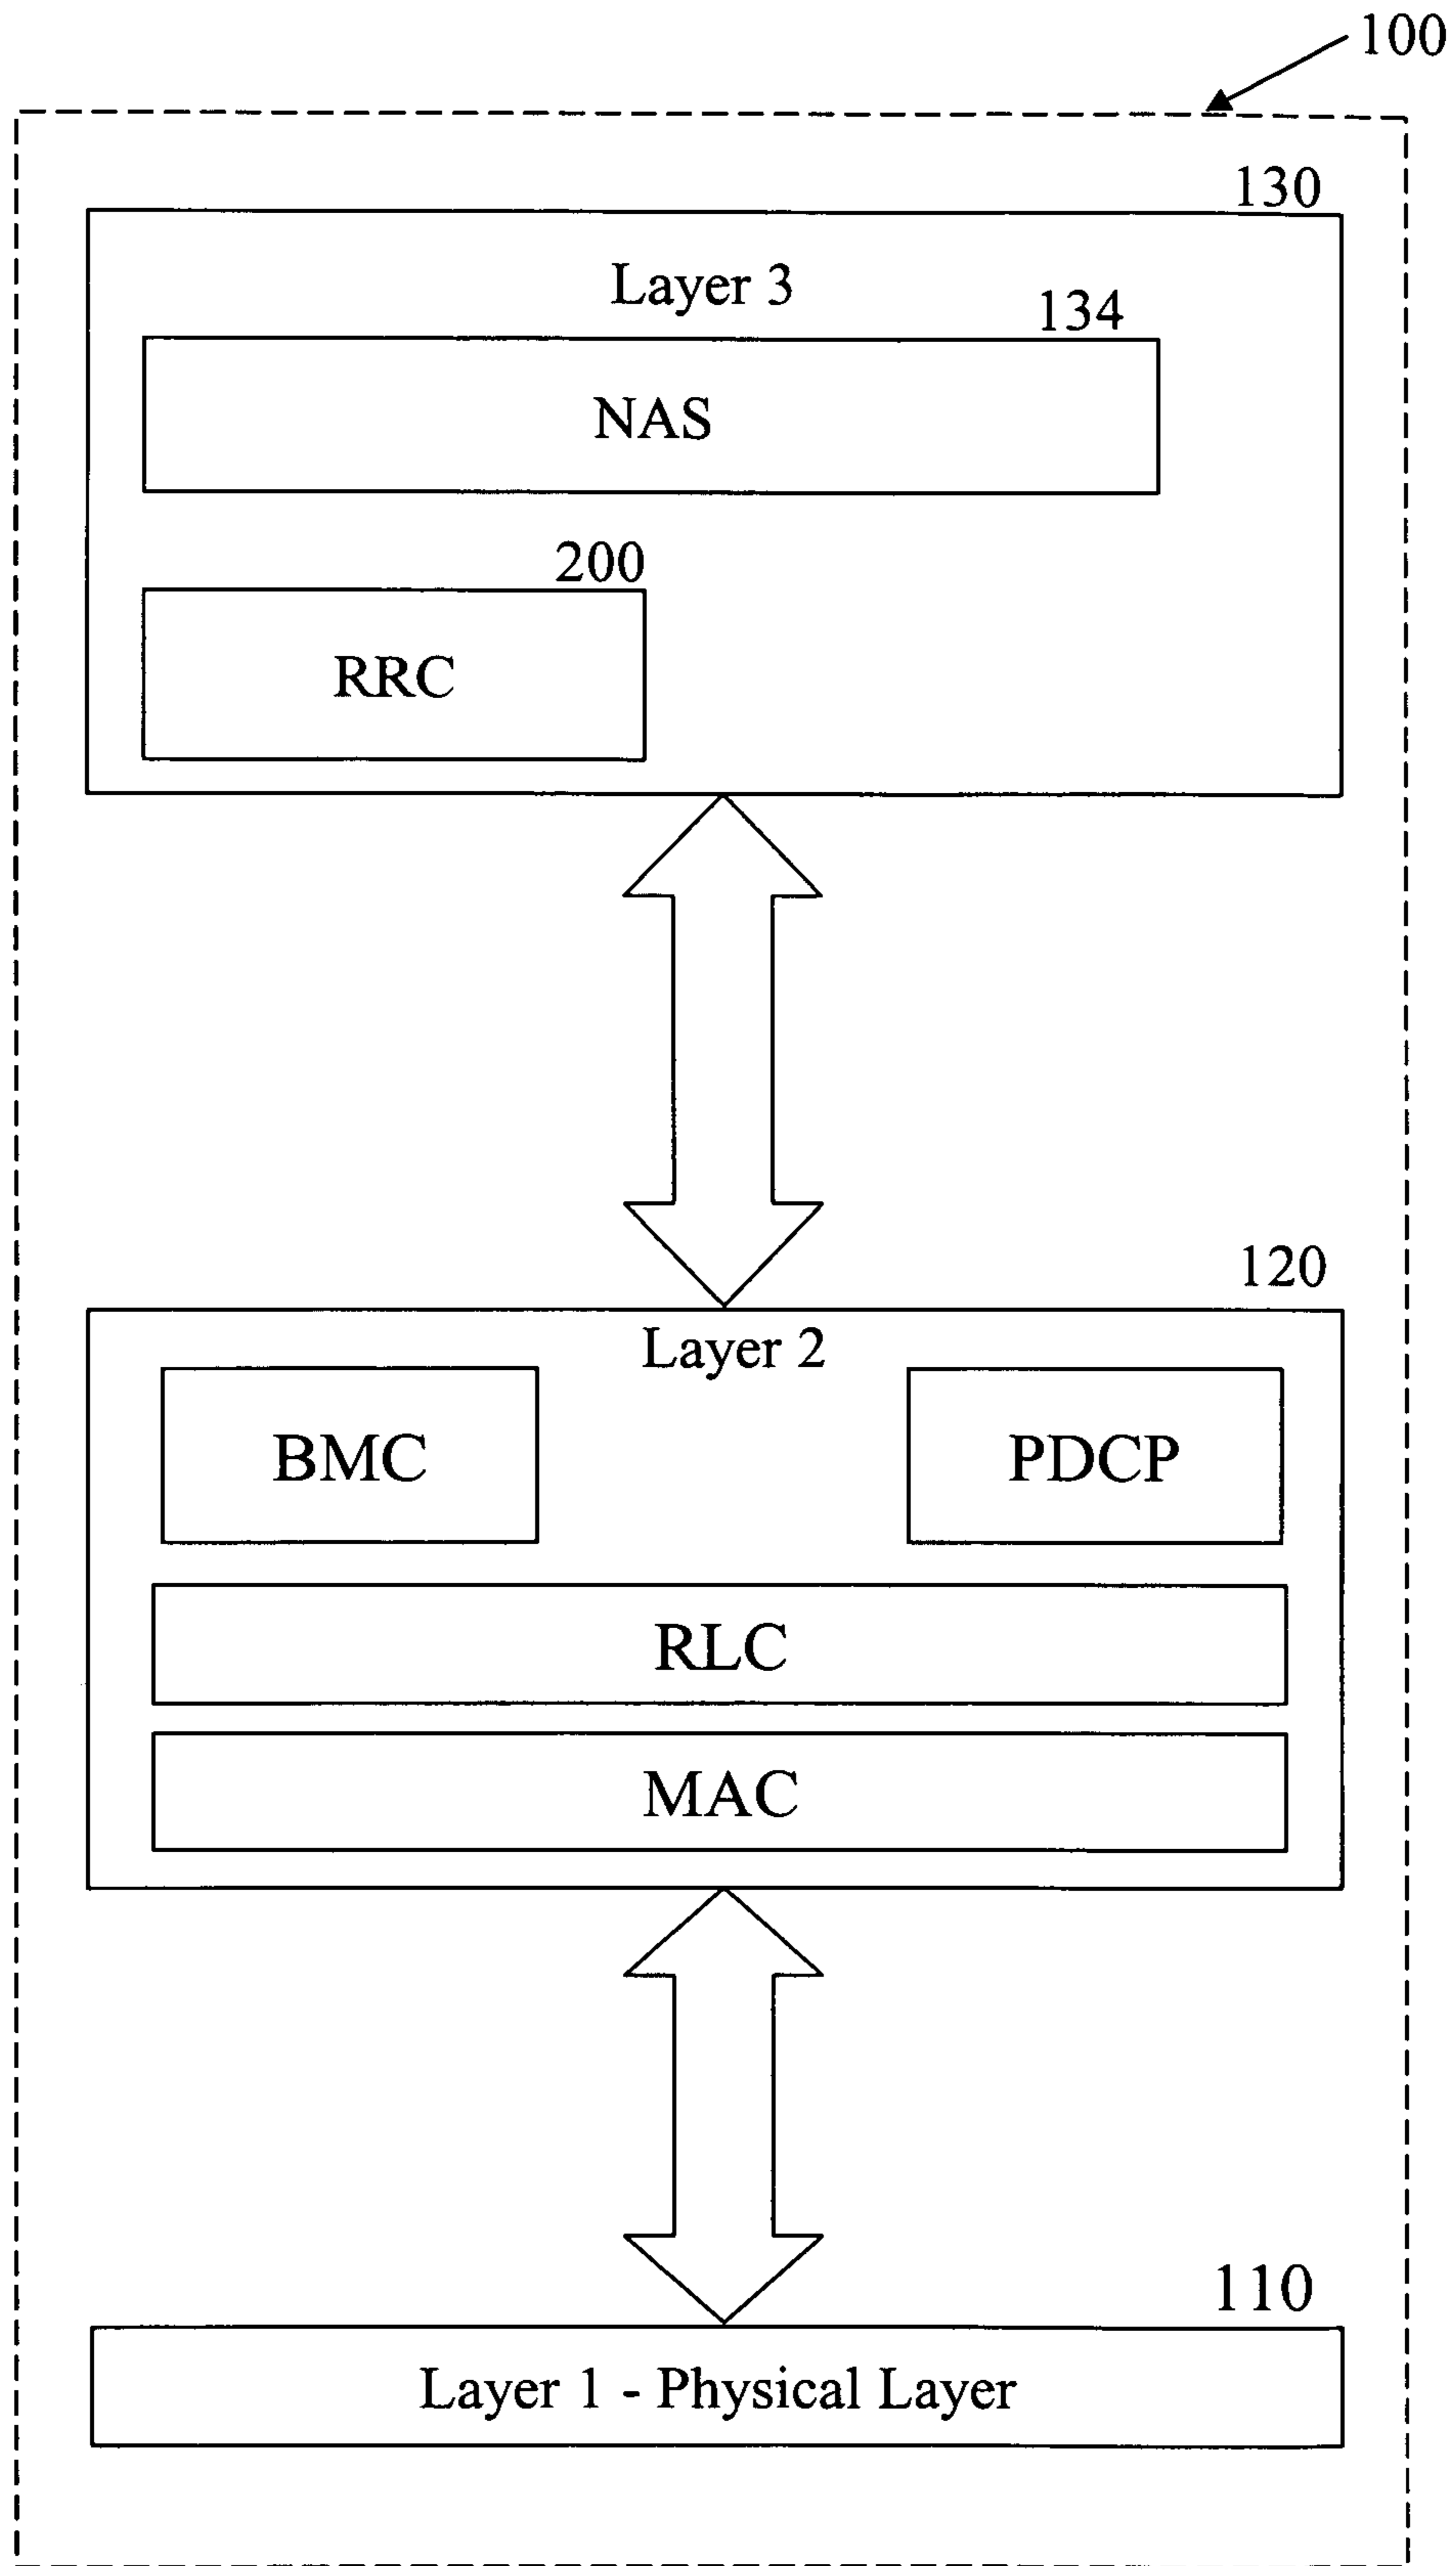 100
130
Layer 3
134
NAS
200
RRC
120
Layer 2
BMC
PDCP
RLC
MAC
110
Layer 1 - Physical Layer